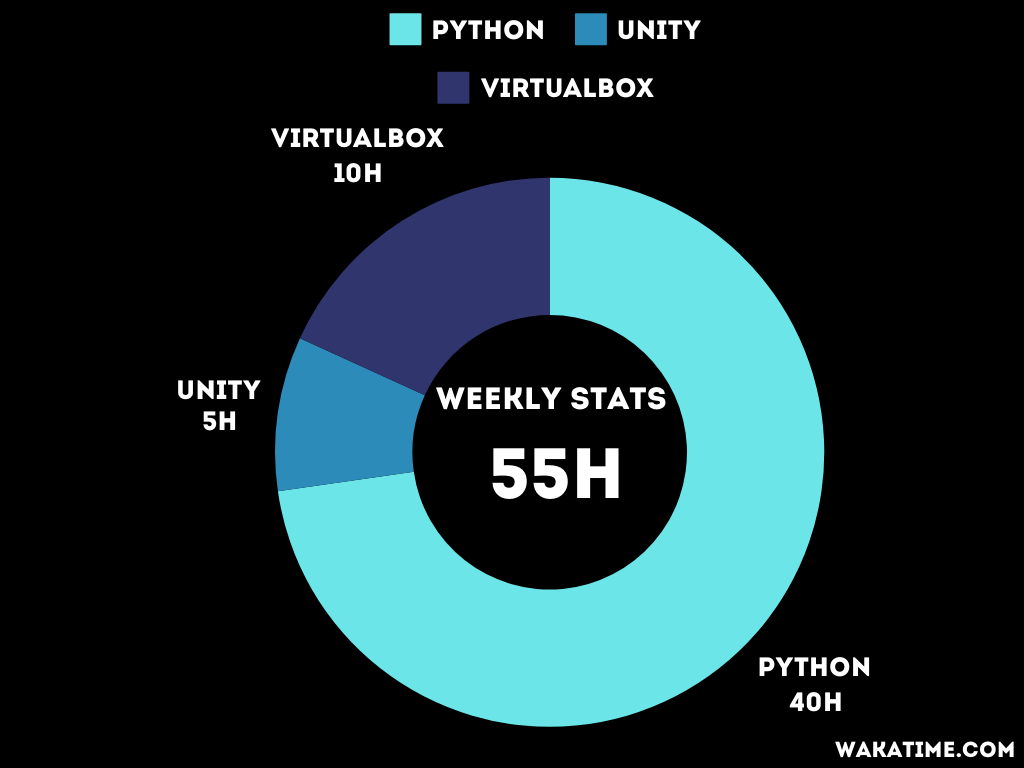 PYTHON UNITY
VIRTUALBOX
VIRTUALBOX
10H
UNITY
5H
WEEKLY STATS
55H
PYTHON
40H
WAKATIME.COM